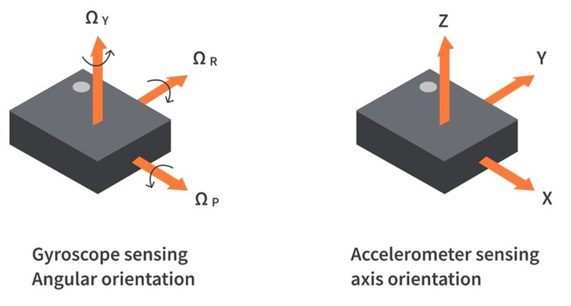 Ω Y
Ω R
Ω P
Gyroscope sensing
Angular orientation
Z
Y
X
Accelerometer sensing
axis orientation